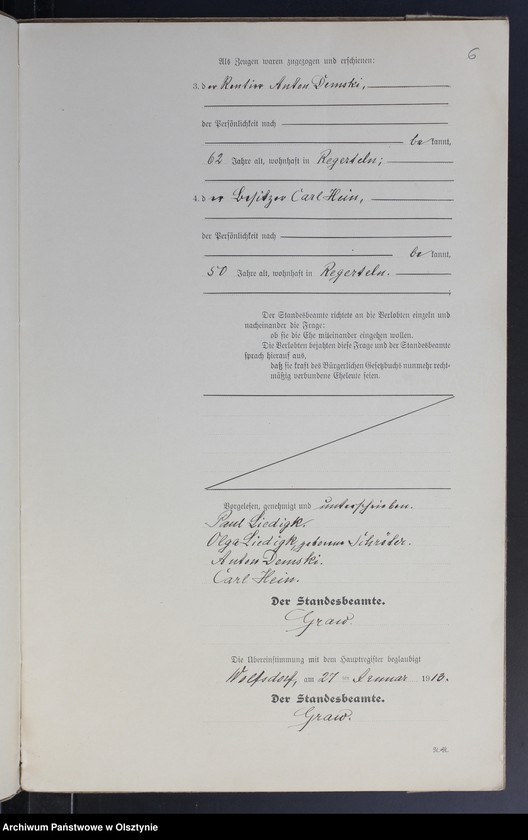 6
Als Zeugen waren zugezogen und erschienen:
3. der Rentier Anton Demski,
der Persönlichkeit nach
be kannt,
62 Jahre alt, wohnhaft in Regerteln;
4. der Besitzer Carl Hein,
der Persönlichkeit nach
be kannt,
50 Jahre alt, wohnhaft in Regerteln.
Der Standesbeamte richtete an die Verlobten einzeln und
nacheinander die Frage:
ob sie die Ehe miteinander eingehen wollen.
Die Verlobten bejahten diese Frage und der Standesbeamte
sprach hierauf aus,
daß sie kraft des Bürgerlichen Gesetzbuchs nunmehr recht-
mäßig verbundene Eheleute seien.
Vorgelesen, genehmigt und unterschrieben.
Paul Liedigk.
Olga Liedigk, geborene Schröter.
Anton Demski.
Carl Hein.
Der Standesbeamte.
Graw.
Die Übereinstimmung mit dem Hauptregister beglaubigt
Wolfsdorf, am 27 ten Januar 1913.
Der Standesbeamte.
Graw.
Archiwum Państwowe w Olsztynie